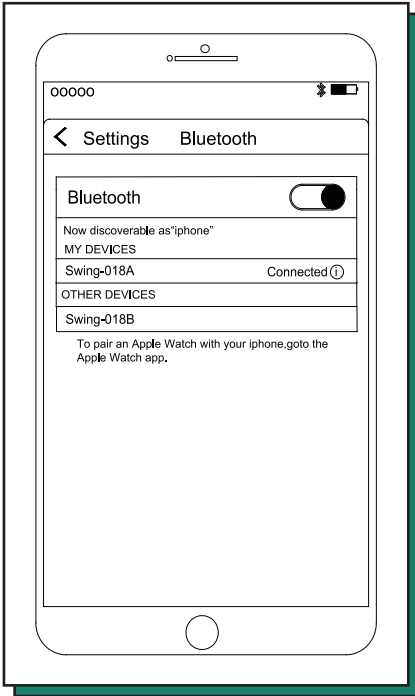 ooooo
Settings Bluetooth
Bluetooth
Now discoverable as“iphone”
MY DEVICES
Swing-018A Connected
OTHER DEVICES
Swing-018B
To pair an Apple Watch with your iphone,goto the
Apple Watch app.